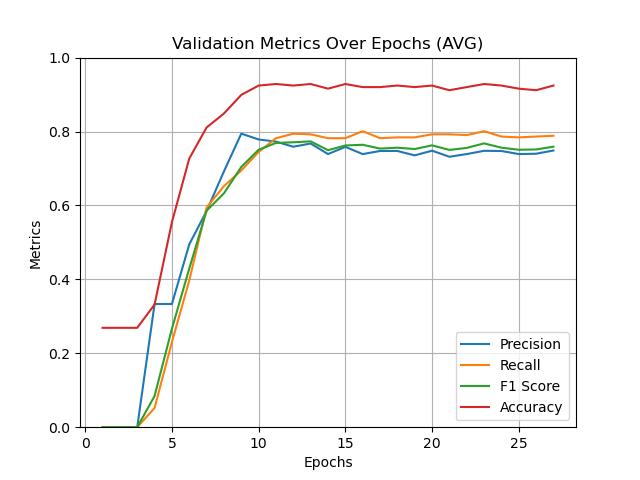 Validation Metrics Over Epochs (AVG)
1.0
0.8
0.6
0.4
0.2
0.0
Metrics
0 5 10 15 20 25
Epochs
Precision
Recall
F1 Score
Accuracy